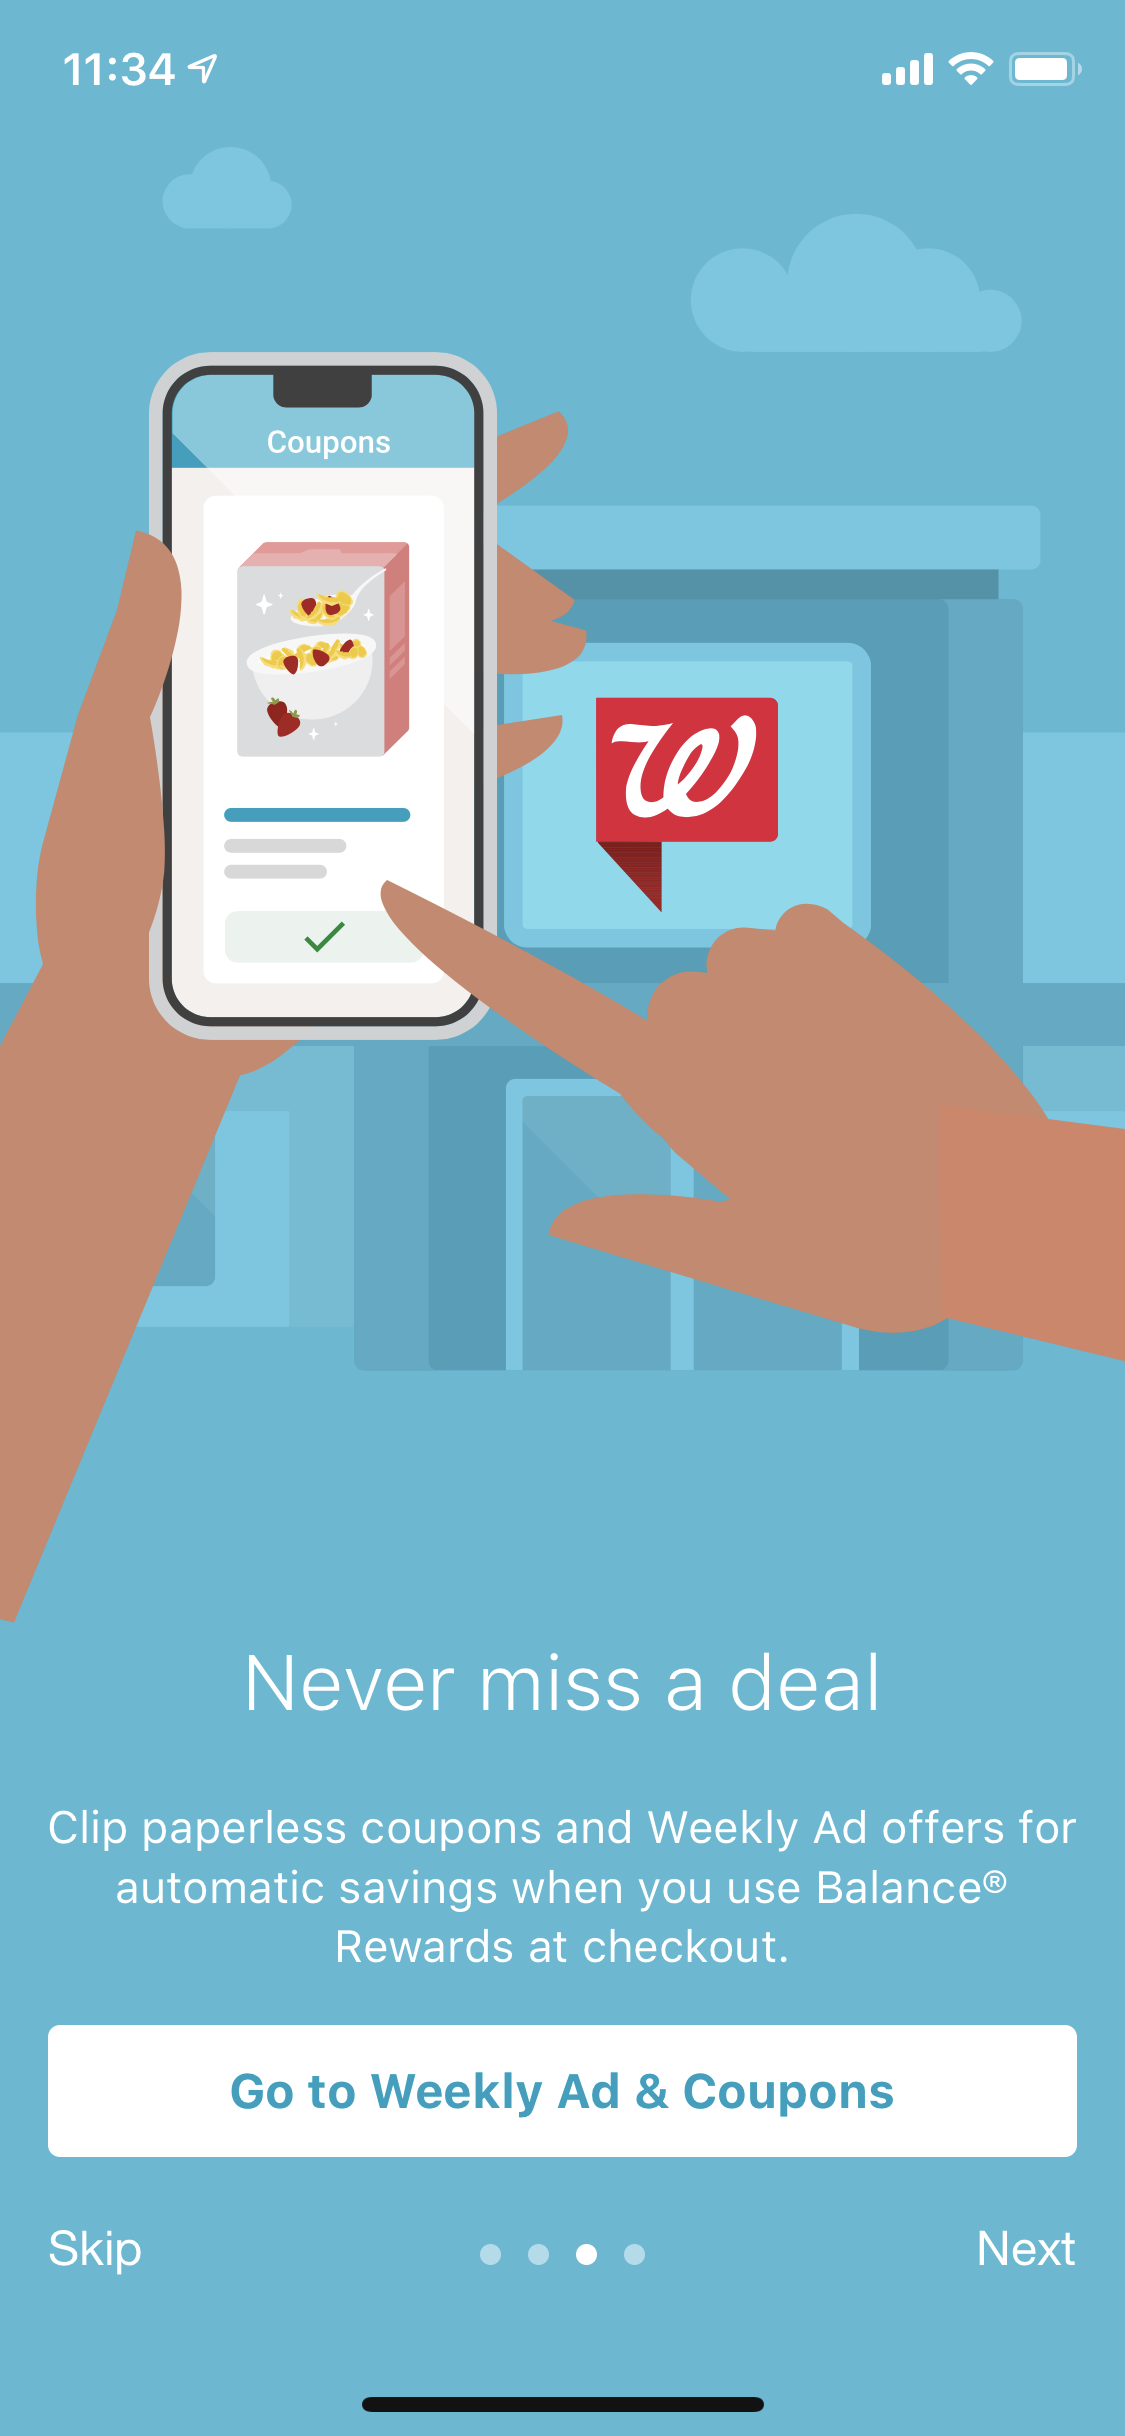 11:34
Coupons
W
Never miss a deal
Clip paperless coupons and Weekly Ad offers for
automatic savings when you use Balance®
Rewards at checkout.
Go to Weekly Ad & Coupons
Skip
Next